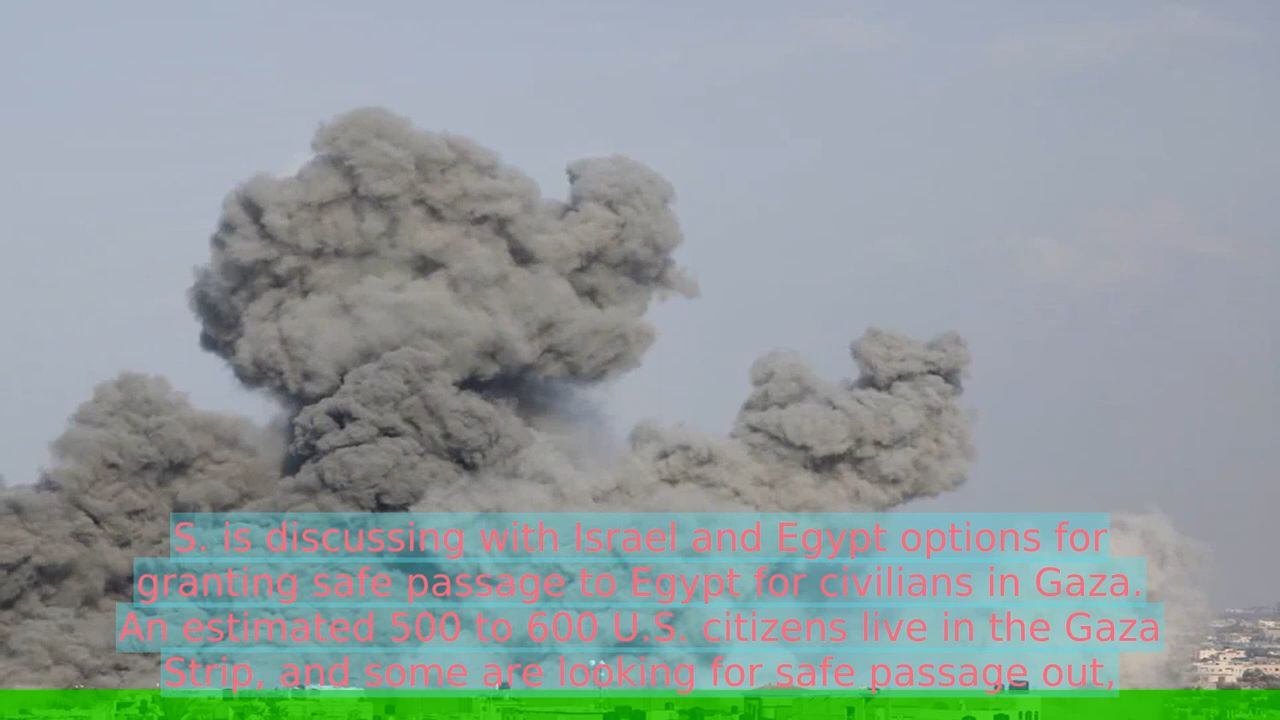 S. is discussing with Israel and Egypt options for
granting safe passage to Egypt for civilians in Gaza.
An estimated 500 to 600 U.S. citizens live in the Gaza
Strip, and some are looking for safe passage out,